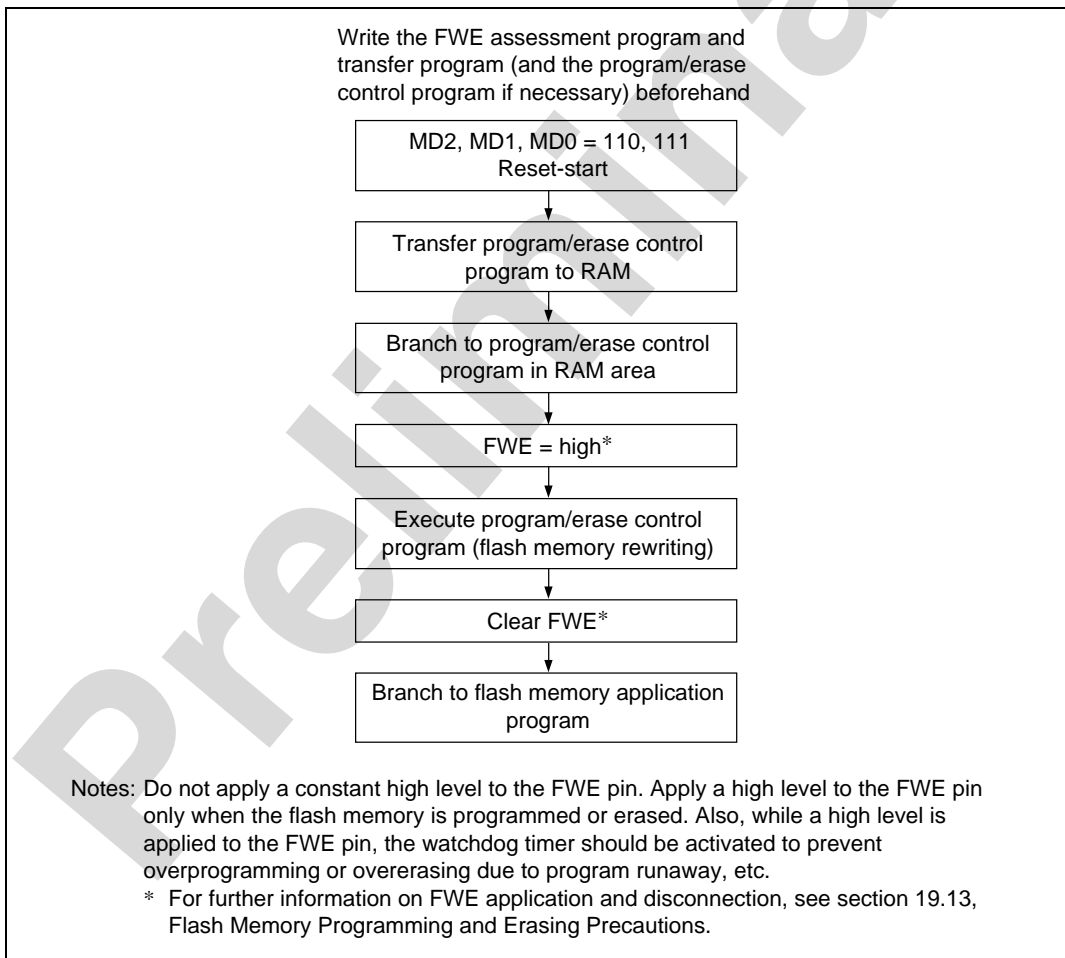 Write the FWE assessment program and
transfer program (and the program/erase
control program if necessary) beforehand
MD2, MD1, MD0 = 110, 111
Reset-start
Transfer program/erase control
program to RAM
Branch to program/erase control
program in RAM area
FWE = high*
Execute program/erase control
program (flash memory rewriting)
Clear FWE*
Branch to flash memory application
program
Notes: Do not apply a constant high level to the FWE pin. Apply a high level to the FWE pin
only when the flash memory is programmed or erased. Also, while a high level is
applied to the FWE pin, the watchdog timer should be activated to prevent
overprogramming or overerasing due to program runaway, etc.
* For further information on FWE application and disconnection, see section 19.13,
Flash Memory Programming and Erasing Precautions.
Prelimina